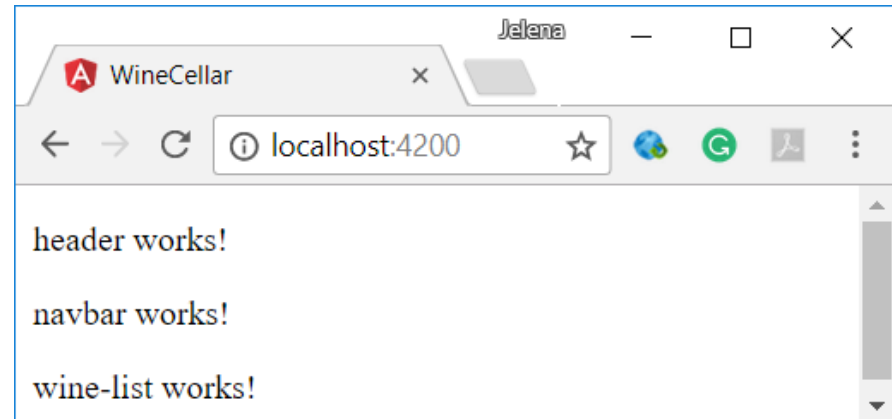 Jelena
WineCellar
localhost:4200
header works!
navbar works!
wine-list works!